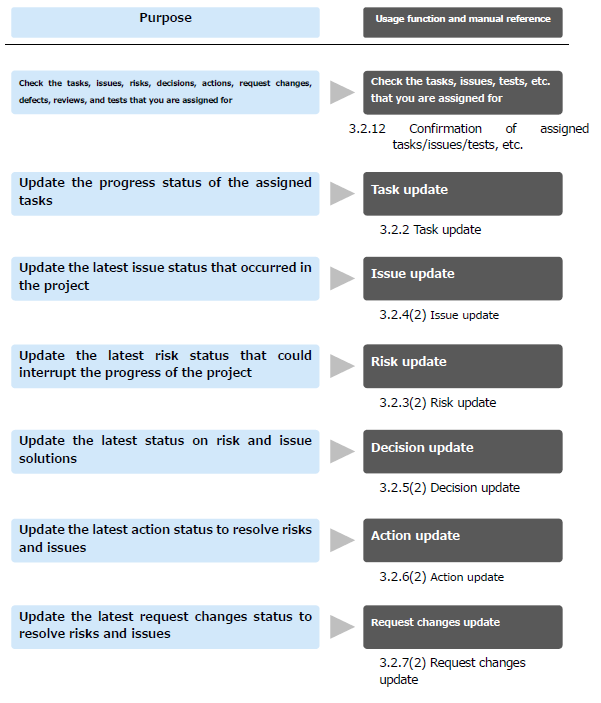 Purpose
Usage function and manual reference
Check the tasks, issues, risks, decisions, actions, request changes,
defects, reviews, and tests that you are assigned for
Check the tasks, issues, tests, etc.
that you are assigned for
3.2.12 Confirmation of assigned
tasks/issues/tests, etc.
Update the progress status of the assigned
tasks
Task update
3.2.2 Task update
Update the latest issue status that occurred in
the project
Issue update
3.2.4(2) Issue update
Update the latest risk status that could
interrupt the progress of the project
Risk update
3.2.3(2) Risk update
Update the latest status on risk and issue
solutions
Decision update
3.2.5(2) Decision update
Update the latest action status to resolve risks
and issues
Action update
3.2.6(2) Action update
Update the latest request changes status to
resolve risks and issues
Request changes update
3.2.7(2) Request changes
update